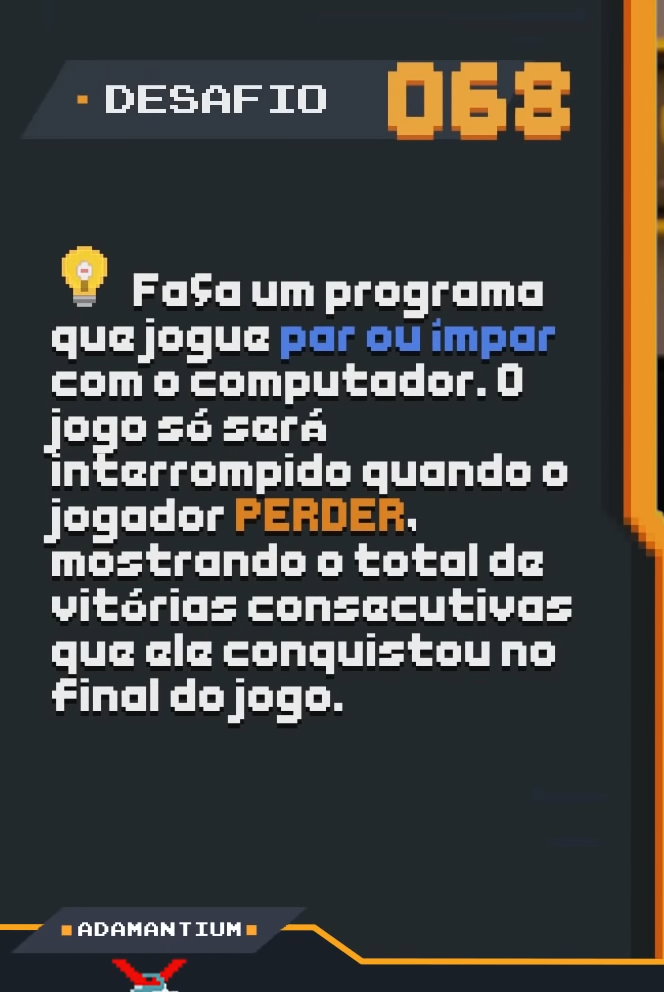 DESAFIO 068
Faça um programa
que jogue par ou ímpar
com o computador. O
jogo só será
interrompido quando o
jogador PERDER,
mostrando o total de
vitórias consecutivas
que ele conquistou no
final do jogo.
ADAMANTIUM